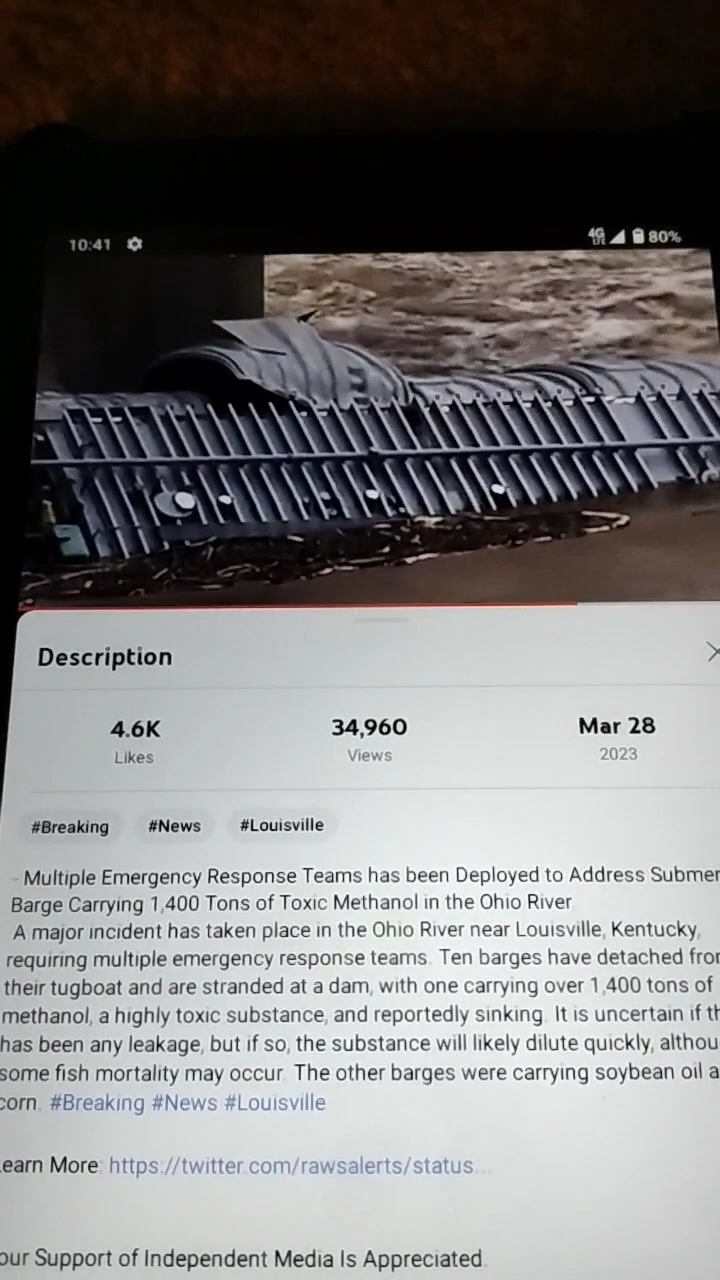 10:41
4G LTE 80%
Description
4.6K 34,960 Mar 28
Likes Views 2023
#Breaking #News #Louisville
- Multiple Emergency Response Teams has been Deployed to Address Submer
Barge Carrying 1,400 Tons of Toxic Methanol in the Ohio River
A major incident has taken place in the Ohio River near Louisville, Kentucky,
requiring multiple emergency response teams. Ten barges have detached from
their tugboat and are stranded at a dam, with one carrying over 1,400 tons of
methanol, a highly toxic substance, and reportedly sinking. It is uncertain if th
has been any leakage, but if so, the substance will likely dilute quickly, althou
some fish mortality may occur. The other barges were carrying soybean oil a
corn. #Breaking #News #Louisville
earn More: https://twitter.com/rawsalerts/status...
our Support of Independent Media Is Appreciated.